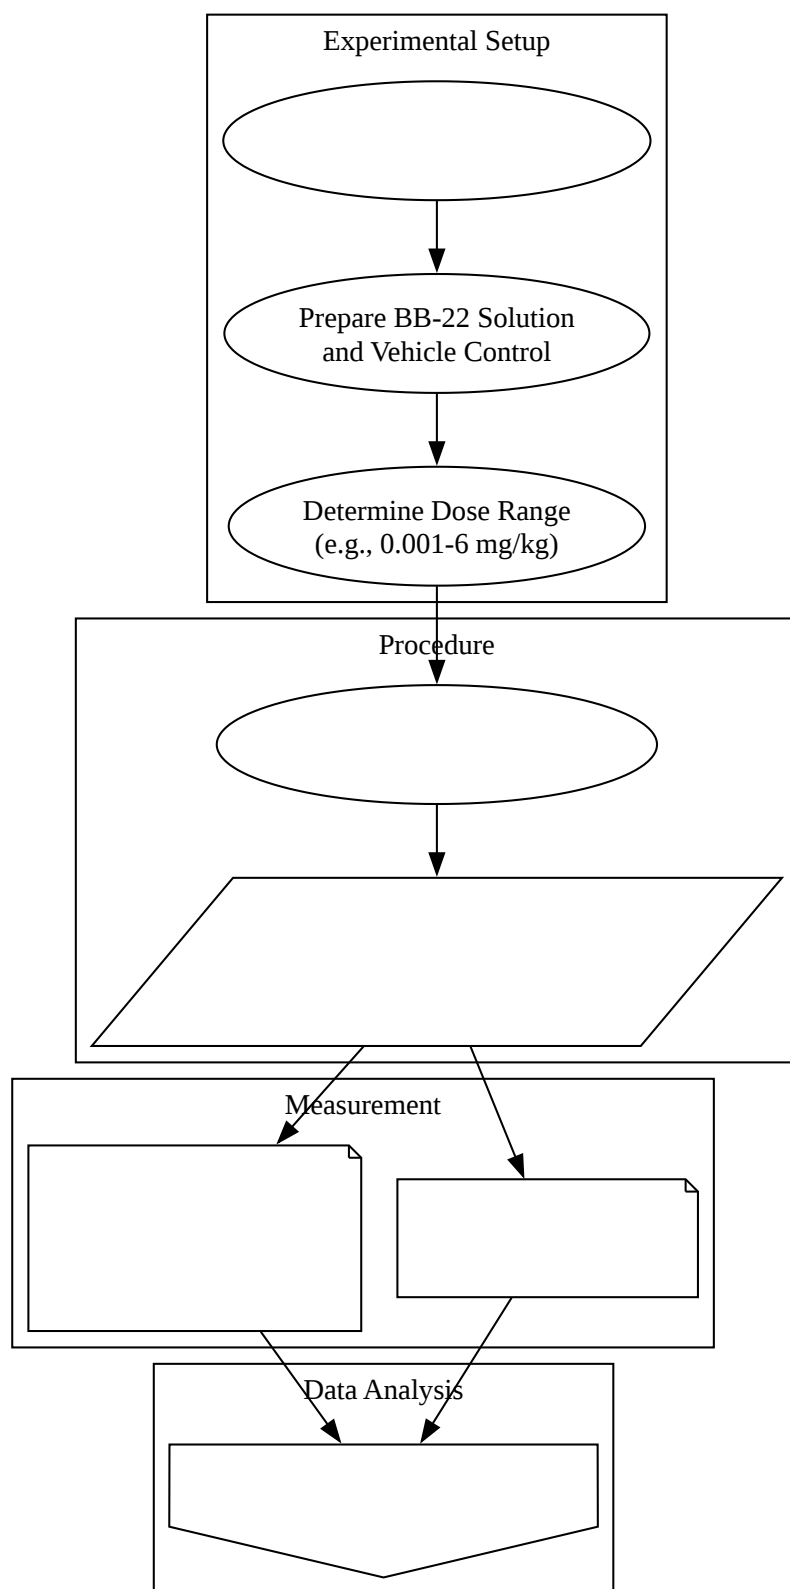 Experimental Setup
Prepare BB-22 Solution
and Vehicle Control
Determine Dose Range
(e.g., 0.001-6 mg/kg)
Procedure
Measurement
Data Analysis